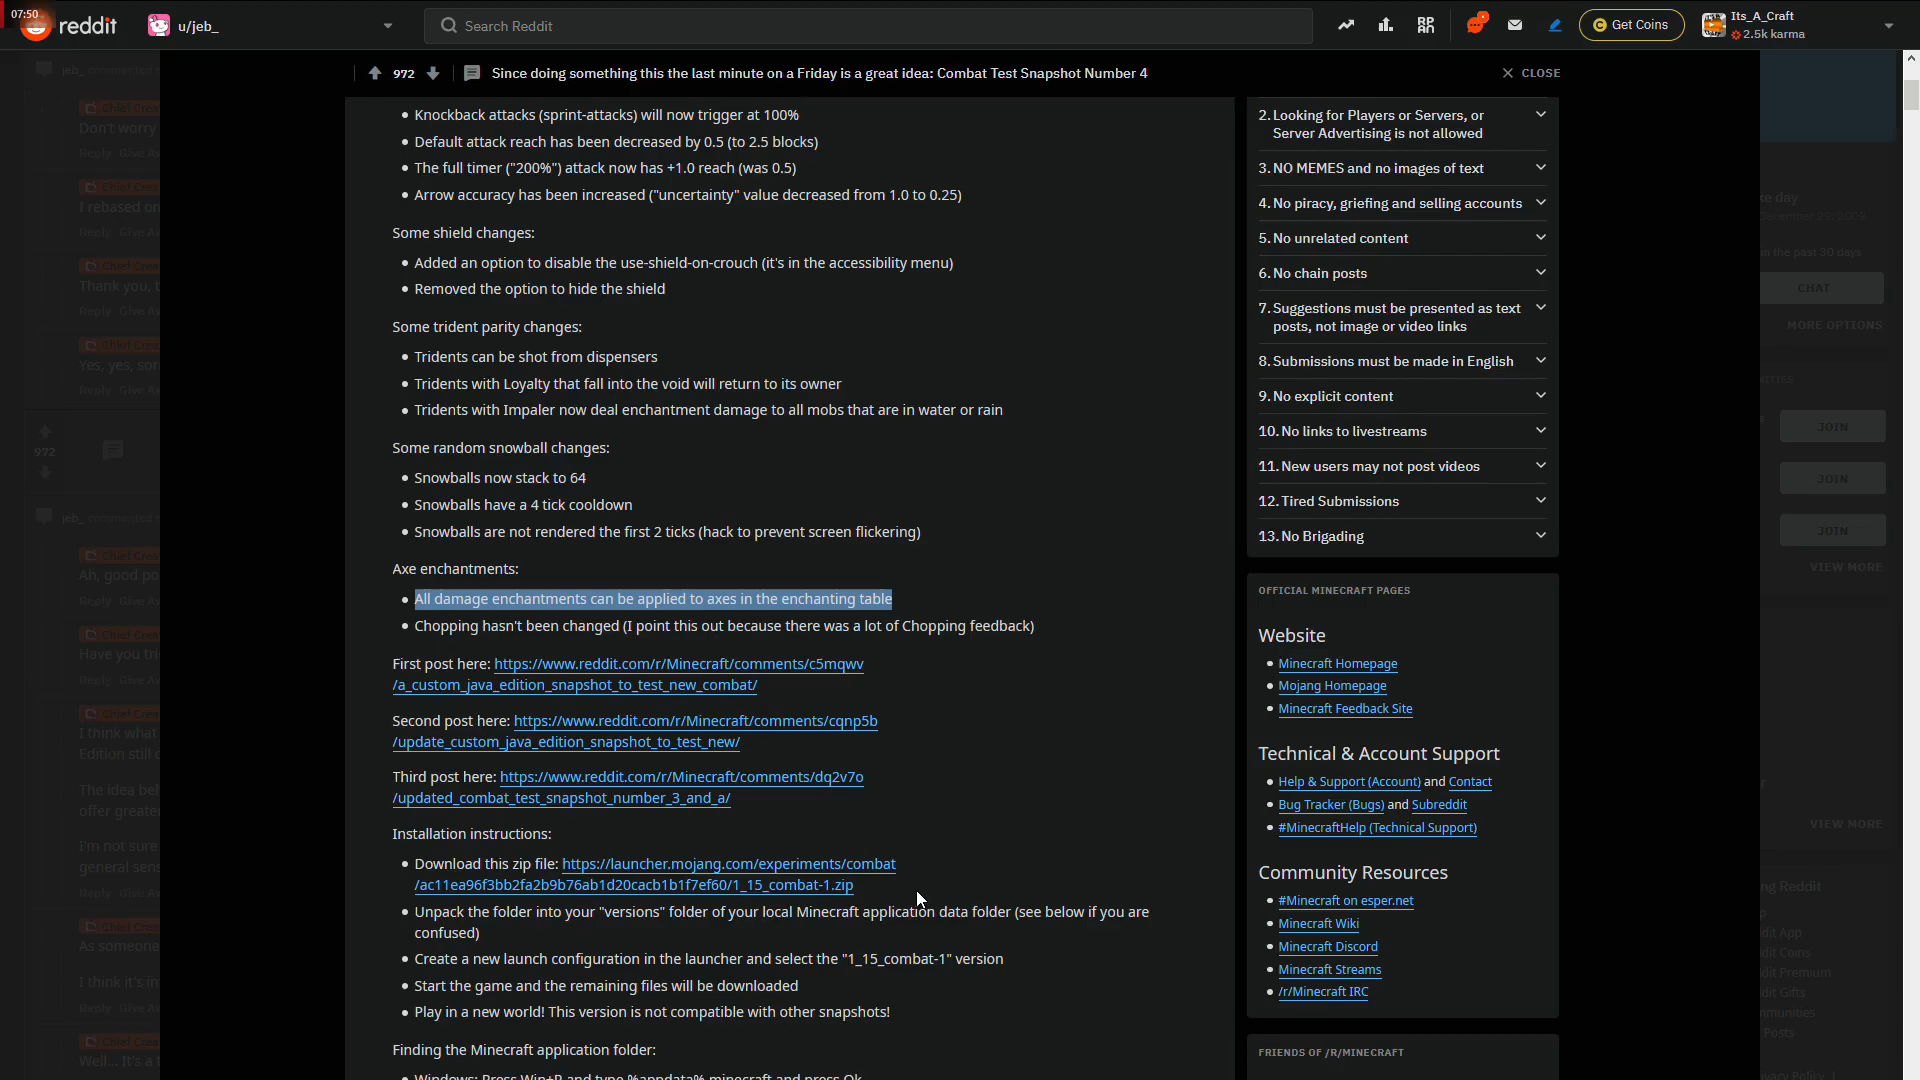 07:50
reddit
u/jeb_
Search Reddit
Get Coins
Its_A_Craft
2.5k karma
972
Since doing something this the last minute on a Friday is a great idea: Combat Test Snapshot Number 4
CLOSE
Knockback attacks (sprint-attacks) will now trigger at 100%
Default attack reach has been decreased by 0.5 (to 2.5 blocks)
The full timer ("200%") attack now has +1.0 reach (was 0.5)
Arrow accuracy has been increased ("uncertainty" value decreased from 1.0 to 0.25)
Some shield changes:
Added an option to disable the use-shield-on-crouch (it's in the accessibility menu)
Removed the option to hide the shield
Some trident parity changes:
Tridents can be shot from dispensers
Tridents with Loyalty that fall into the void will return to its owner
Tridents with Impaler now deal enchantment damage to all mobs that are in water or rain
Some random snowball changes:
Snowballs now stack to 64
Snowballs have a 4 tick cooldown
Snowballs are not rendered the first 2 ticks (hack to prevent screen flickering)
Axe enchantments:
All damage enchantments can be applied to axes in the enchanting table
Chopping hasn't been changed (I point this out because there was a lot of Chopping feedback)
First post here: https://www.reddit.com/r/Minecraft/comments/c5mqwv
/a_custom_java_edition_snapshot_to_test_new_combat/
Second post here: https://www.reddit.com/r/Minecraft/comments/cqnp5b
/update_custom_java_edition_snapshot_to_test_new/
Third post here: https://www.reddit.com/r/Minecraft/comments/dq2v7o
/updated_combat_test_snapshot_number_3_and_a/
Installation instructions:
Download this zip file: https://launcher.mojang.com/experiments/combat
/ac11ea96f3bb2fa2b9b76ab1d20cacb1b1f7ef60/1_15_combat-1.zip
Unpack the folder into your "versions" folder of your local Minecraft application data folder (see below if you are
confused)
Create a new launch configuration in the launcher and select the "1_15_combat-1" version
Start the game and the remaining files will be downloaded
Play in a new world! This version is not compatible with other snapshots!
Finding the Minecraft application folder:
Windows: Press Win+R and type %appdata%\.minecraft and press Ok
2. Looking for Players or Servers, or
Server Advertising is not allowed
3. NO MEMES and no images of text
4. No piracy, griefing and selling accounts
5. No unrelated content
6. No chain posts
7. Suggestions must be presented as text
posts, not image or video links
8. Submissions must be made in English
9. No explicit content
10. No links to livestreams
11. New users may not post videos
12. Tired Submissions
13. No Brigading
OFFICIAL MINECRAFT PAGES
Website
Minecraft Homepage
Mojang Homepage
Minecraft Feedback Site
Technical & Account Support
Help & Support (Account) and Contact
Bug Tracker (Bugs) and Subreddit
#MinecraftHelp (Technical Support)
Community Resources
#Minecraft on esper.net
Minecraft Wiki
Minecraft Discord
Minecraft Streams
/r/Minecraft IRC
FRIENDS OF /R/MINECRAFT
CHAT
MORE OPTIONS
JOIN
JOIN
JOIN
VIEW MORE
VIEW MORE